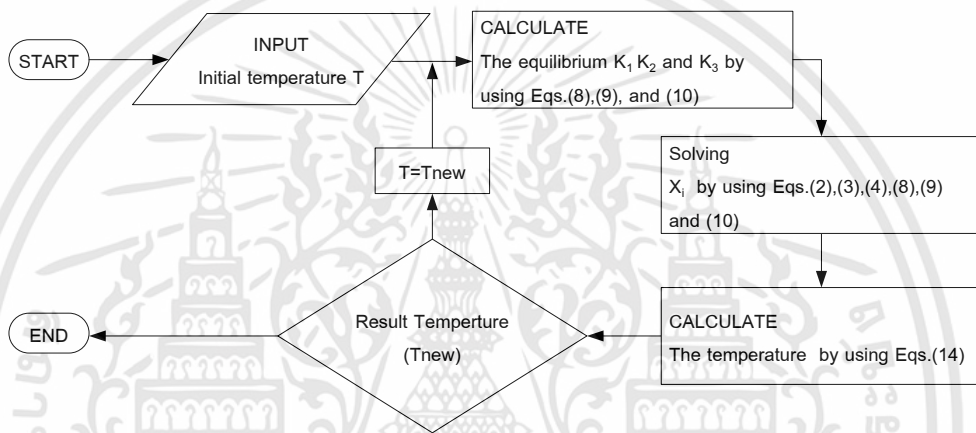 START
INPUT
Initial temperature T
CALCULATE
The equilibrium K₁ K₂ and K₃ by
using Eqs.(8),(9), and (10)
Solving
Xᵢ by using Eqs.(2),(3),(4),(8),(9)
and (10)
T=Tnew
CALCULATE
The temperature by using Eqs.(14)
Result Temperture
(Tnew)
END